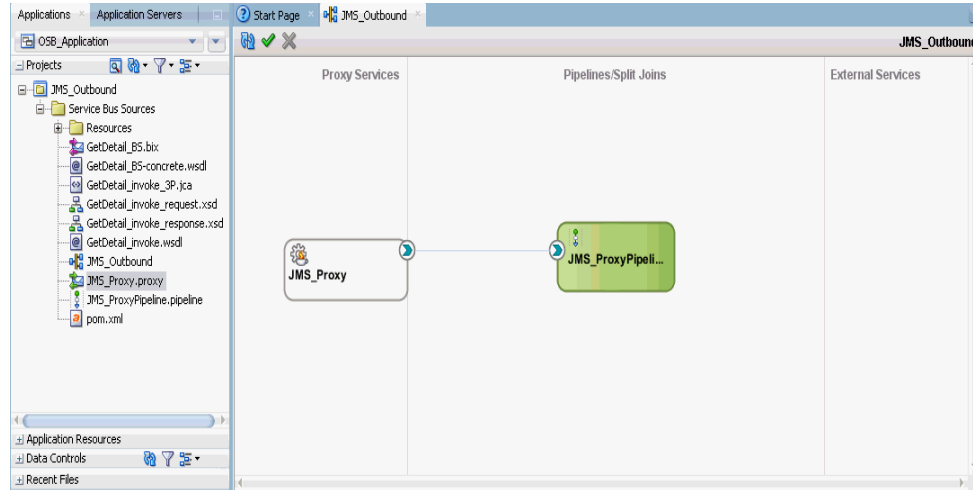 Applications
Application Servers
Start Page
JMS_Outbound
OSB_Application
JMS_Outbound
Projects
Proxy Services
Pipelines/Split Joins
External Services
JMS_Outbound
Service Bus Sources
Resources
GetDetail_BS.bix
GetDetail_BS-concrete.wsdl
GetDetail_invoke_3P.jca
GetDetail_invoke_request.xsd
GetDetail_invoke_response.xsd
GetDetail_invoke.wsdl
JMS_Outbound
JMS_Proxy.proxy
JMS_ProxyPipeline.pipeline
pom.xml
JMS_Proxy
JMS_ProxyPipeli...
Application Resources
Data Controls
Recent Files